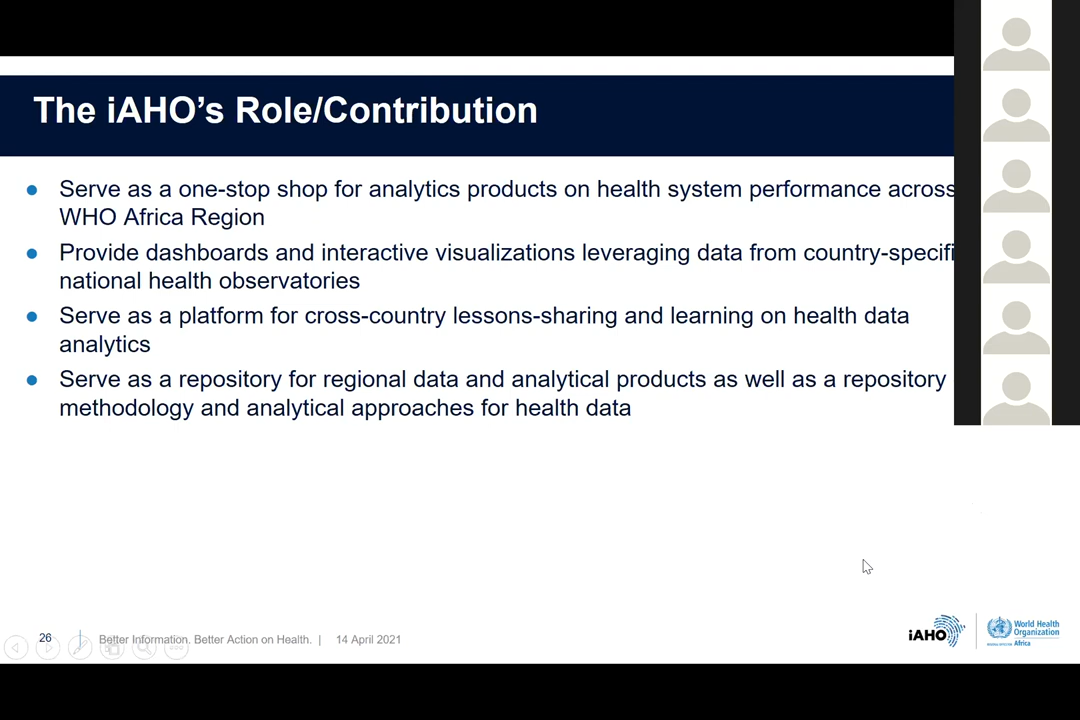 The iAHO's Role/Contribution
Serve as a one-stop shop for analytics products on health system performance across
WHO Africa Region
Provide dashboards and interactive visualizations leveraging data from country-specifi
national health observatories
Serve as a platform for cross-country lessons-sharing and learning on health data
analytics
Serve as a repository for regional data and analytical products as well as a repository
methodology and analytical approaches for health data
26
Better Information. Better Action on Health. | 14 April 2021
iAHO
World Health
Organization
Africa